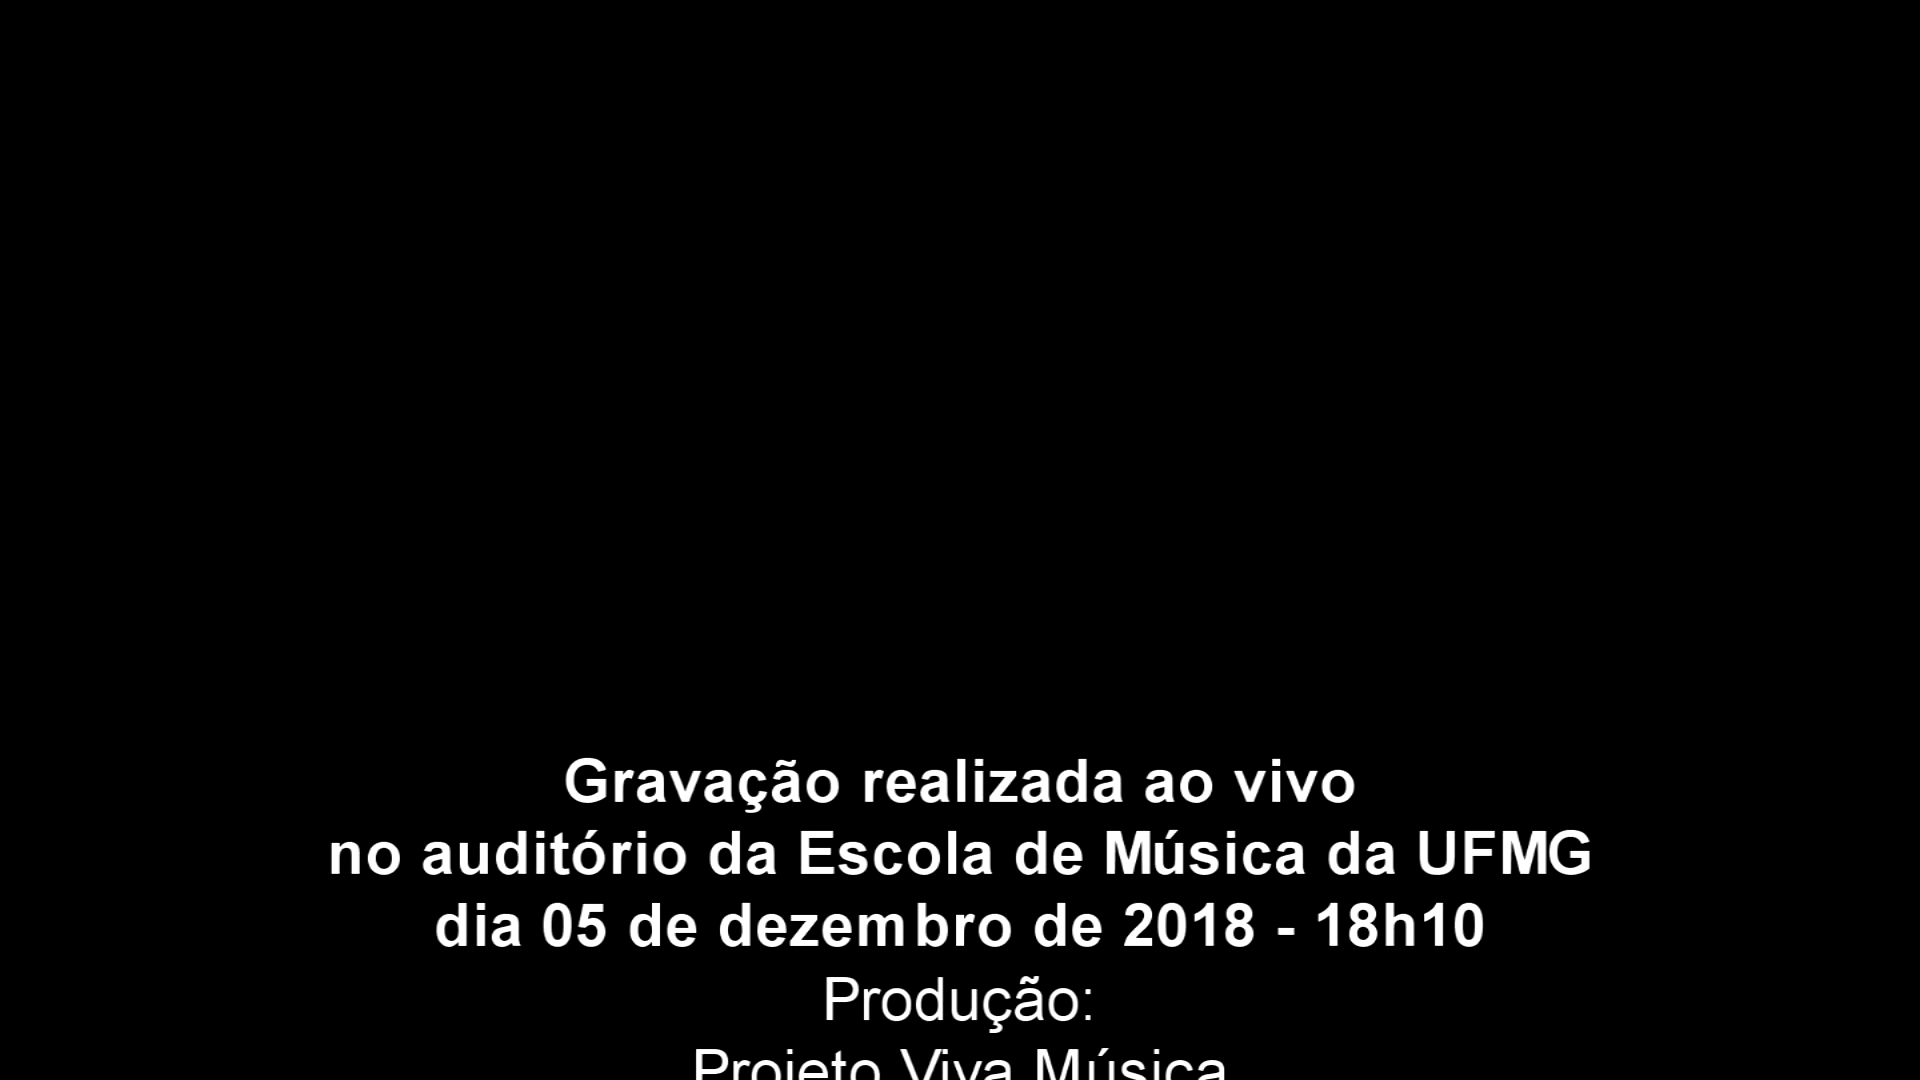 Gravação realizada ao vivo
no auditório da Escola de Música da UFMG
dia 05 de dezembro de 2018 - 18h10
Produção:
Projeto Viva Música